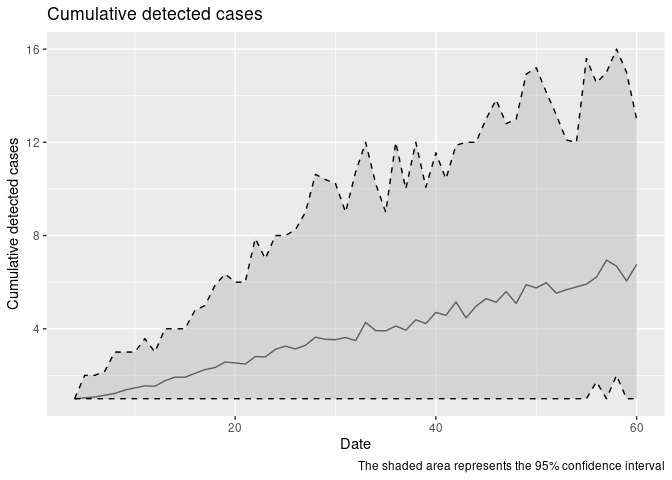 Cumulative detected cases
16
12
8
4
Cumulative detected cases
20 40 60
Date
The shaded area represents the 95% confidence interval